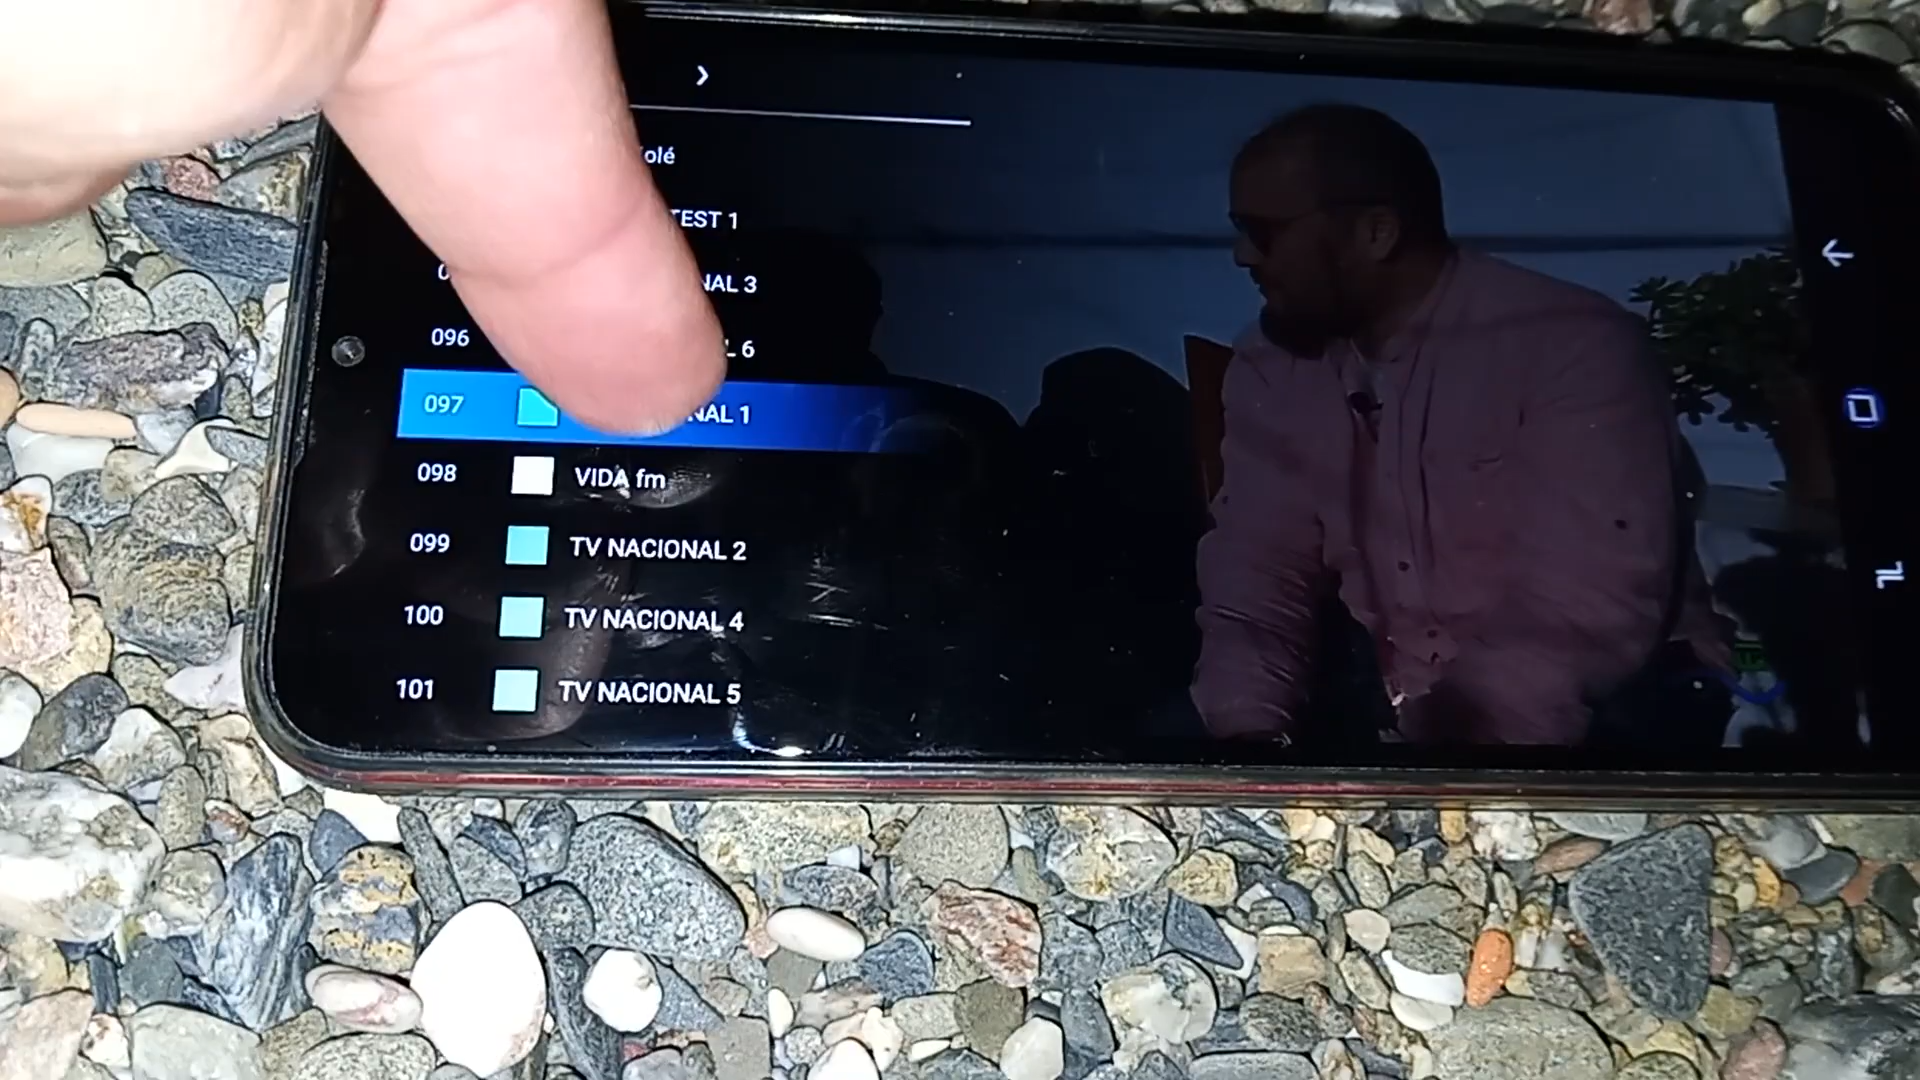 olé
TEST 1
NAL 3
096
L 6
097
NAL 1
098 VIDA fm
099 TV NACIONAL 2
100 TV NACIONAL 4
101 TV NACIONAL 5